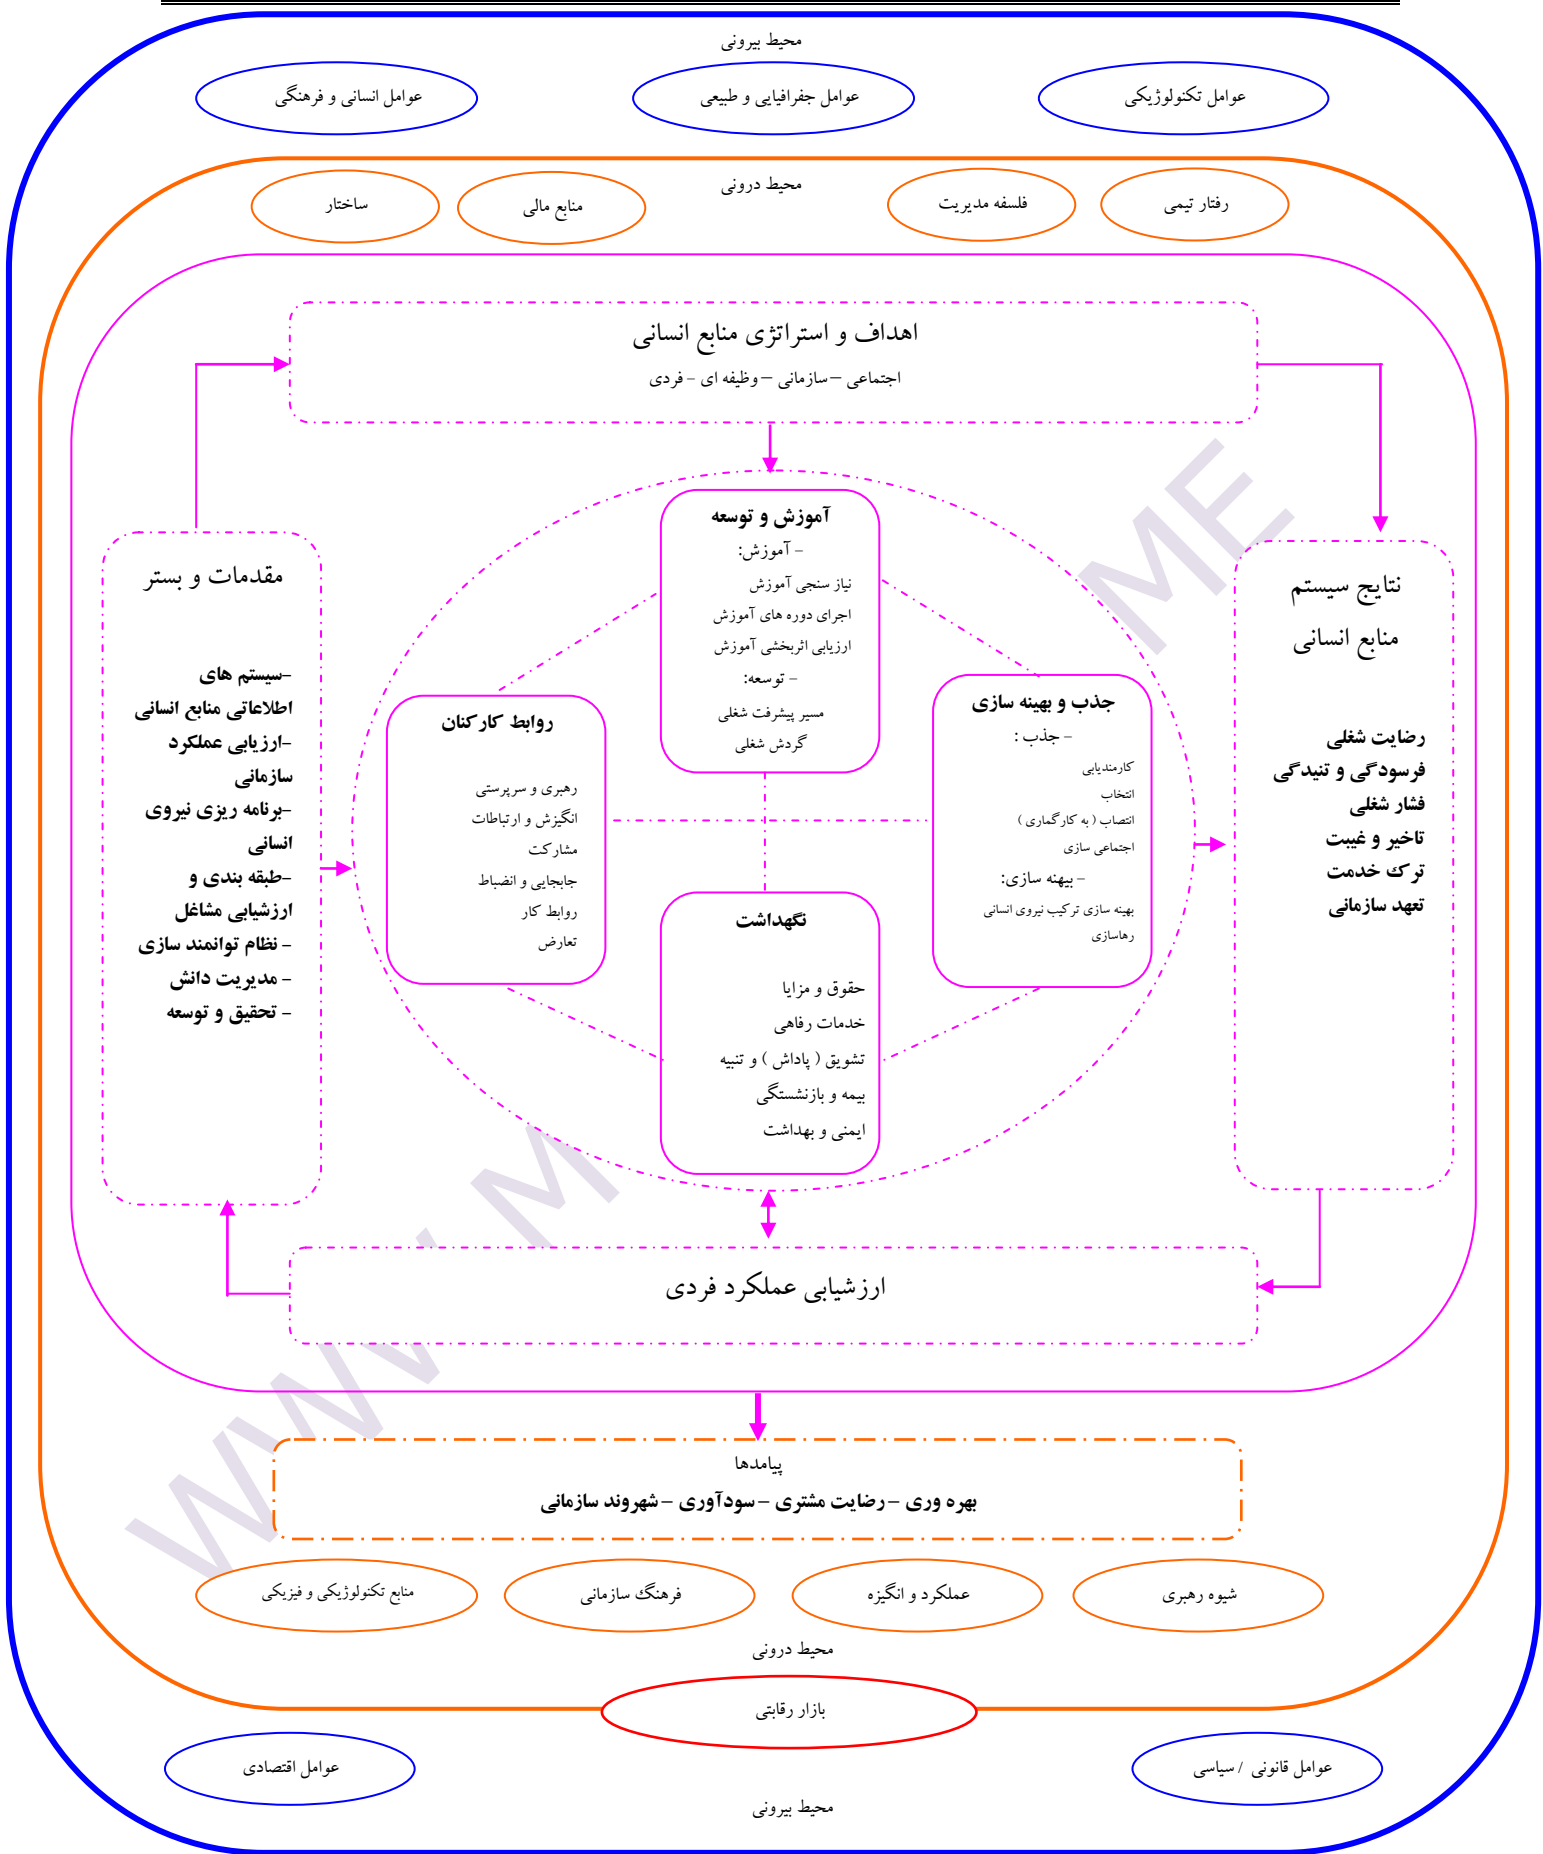 محیط بیرونی
عوامل تکنولوژیکی
عوامل جفرافیایی و طبیعی
عوامل انسانی و فرهنگی
محیط درونی
رفتار تیمی
فلسفه مدیریت
منابع مالی
ساختار
اهداف و استراتژی منابع انسانی
اجتماعی – سازمانی – وظیفه ای - فردی
نتایج سیستم
منابع انسانی
رضایت شغلی
فرسودگی و تنیدگی
فشار شغلی
تاخیر و غیبت
ترک خدمت
تعهد سازمانی
آموزش و توسعه
- آموزش:
نیاز سنجی آموزش
اجرای دوره های آموزش
ارزیابی اثربخشی آموزش
- توسعه:
مسیر پیشرفت شغلی
گردش شغلی
جذب و بهینه سازی
- جذب :
کارمندیابی
انتخاب
انتصاب ( به کارگماری )
اجتماعی سازی
- بیهنه سازی:
بهینه سازی ترکیب نیروی انسانی
رهاسازی
روابط کارکنان
رهبری و سرپرستی
انگیزش و ارتباطات
مشارکت
جابجایی و انضباط
روابط کار
تعارض
نگهداشت
حقوق و مزایا
خدمات رفاهی
تشویق ( پاداش ) و تنبیه
بیمه و بازنشستگی
ایمنی و بهداشت
مقدمات و بستر
-سیستم های
اطلاعاتی منابع انسانی
-ارزیابی عملکرد
سازمانی
-برنامه ریزی نیروی
انسانی
-طبقه بندی و
ارزشیابی مشاغل
- نظام توانمند سازی
- مدیریت دانش
- تحقیق و توسعه
ارزشیابی عملکرد فردی
پیامدها
بهره وری - رضایت مشتری - سودآوری - شهروند سازمانی
شیوه رهبری
عملکرد و انگیزه
فرهنگ سازمانی
منابع تکنولوژیکی و فیزیکی
محیط درونی
بازار رقابتی
عوامل قانونی / سیاسی
عوامل اقتصادی
محیط بیرونی